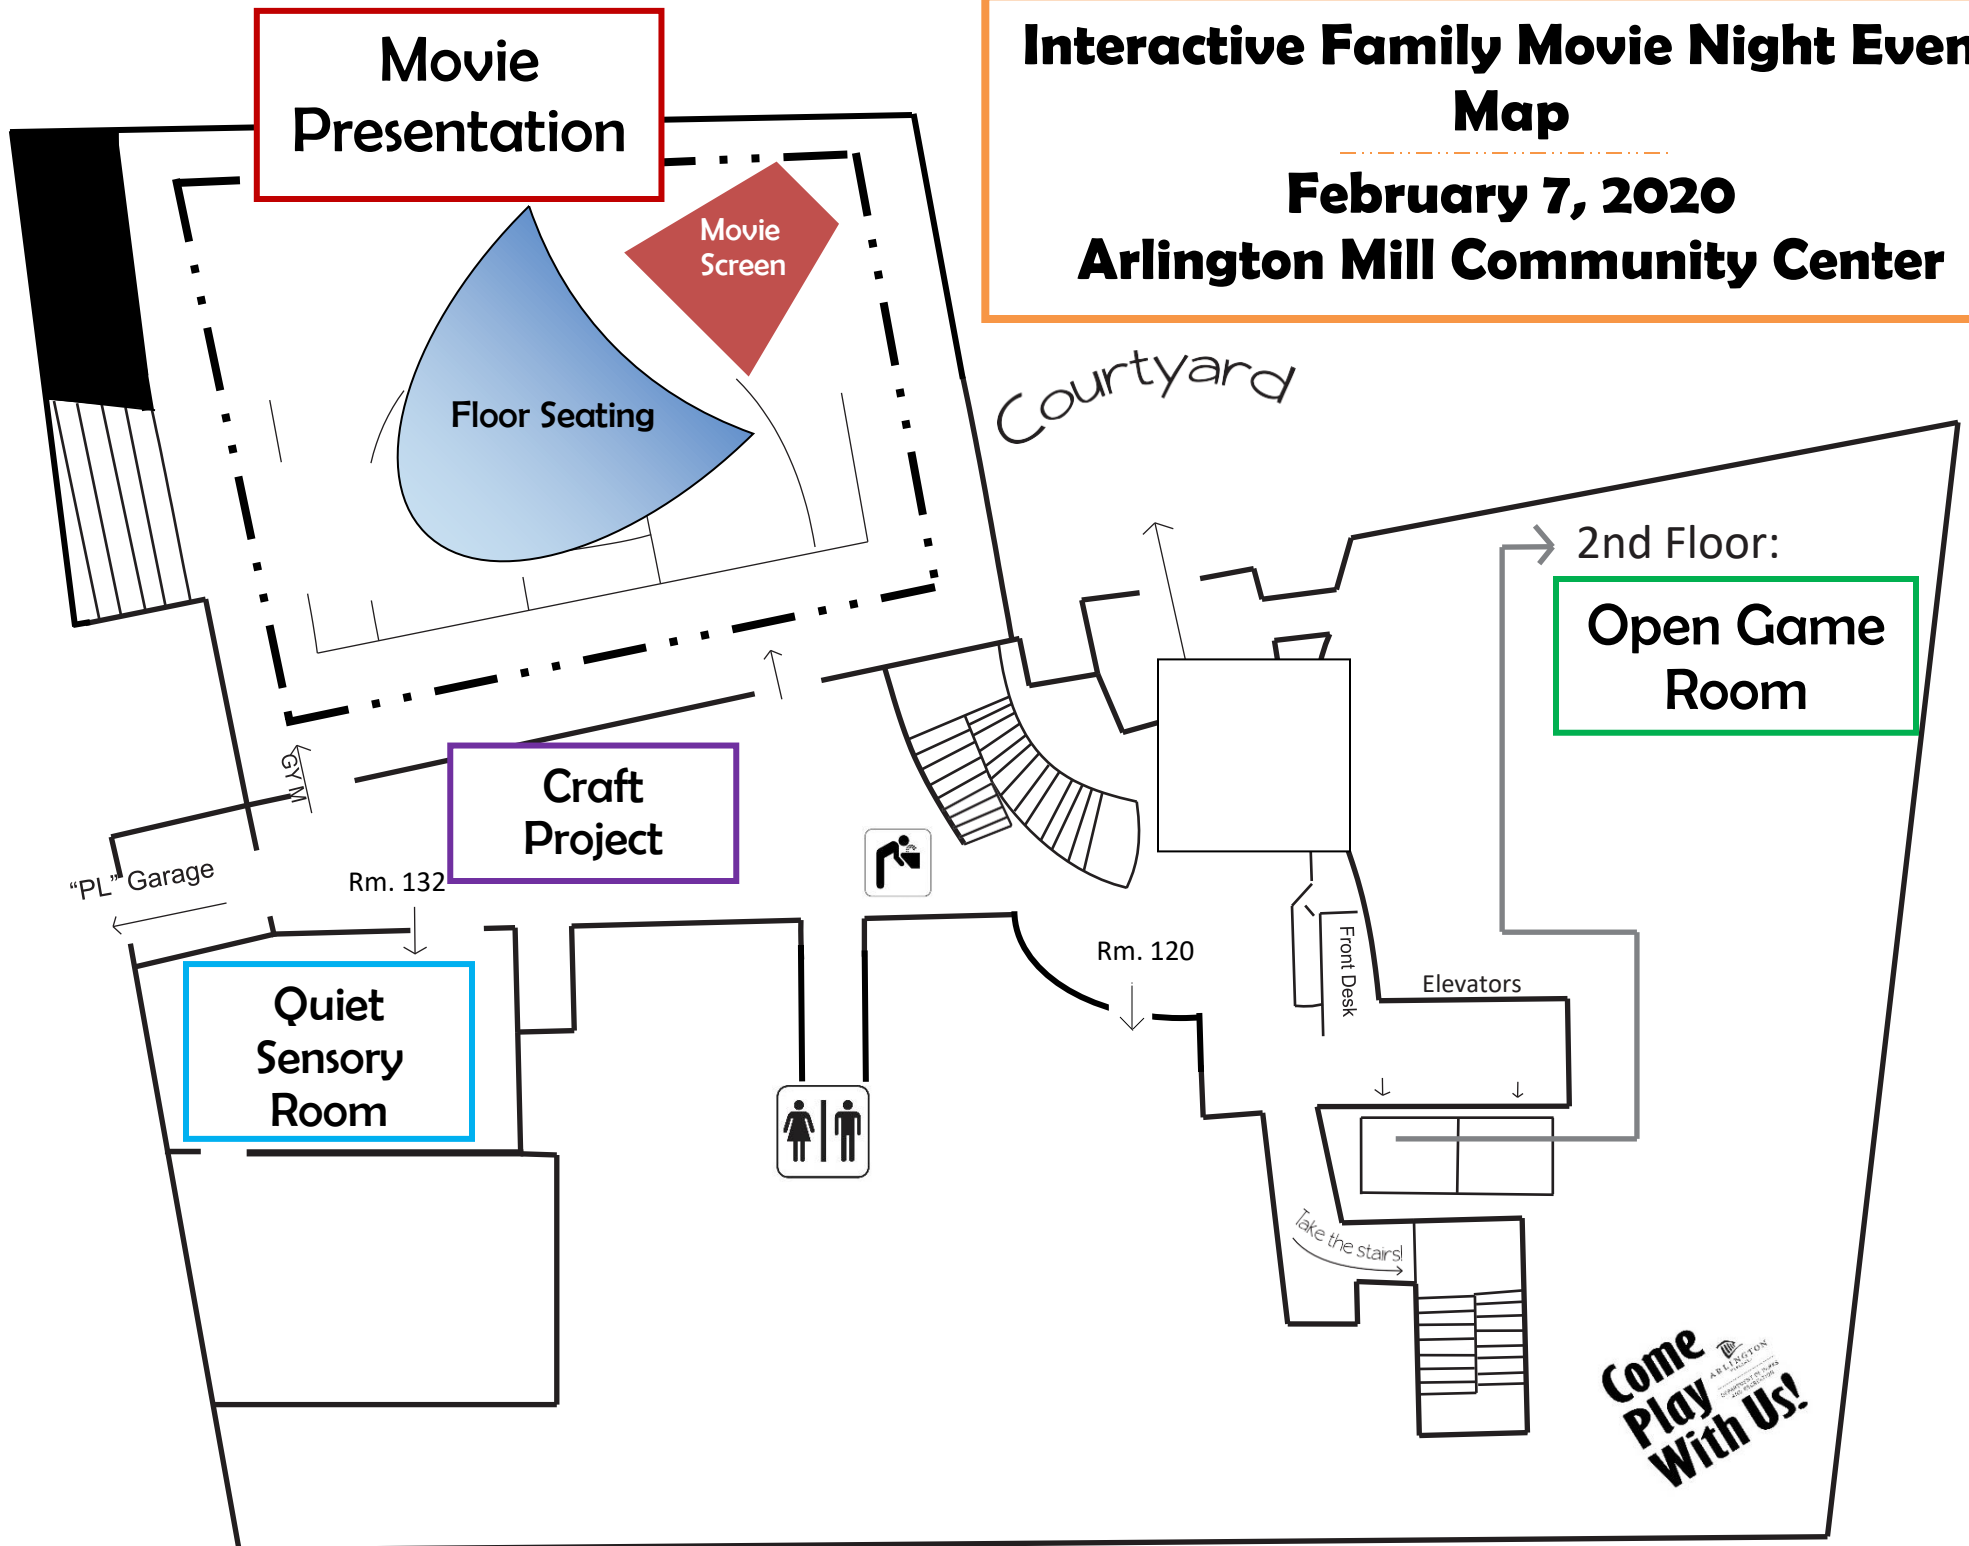 Movie
Presentation
Interactive Family Movie Night Even
Map
February 7, 2020
Arlington Mill Community Center
Movie
Screen
Floor Seating
Courtyard
2nd Floor:
Open Game
Room
GYM
Craft
Project
"PL" Garage
Rm. 132
Rm. 120
Front Desk
Elevators
Quiet
Sensory
Room
Take the stairs!
Come
Play
With Us!
ARLINGTON